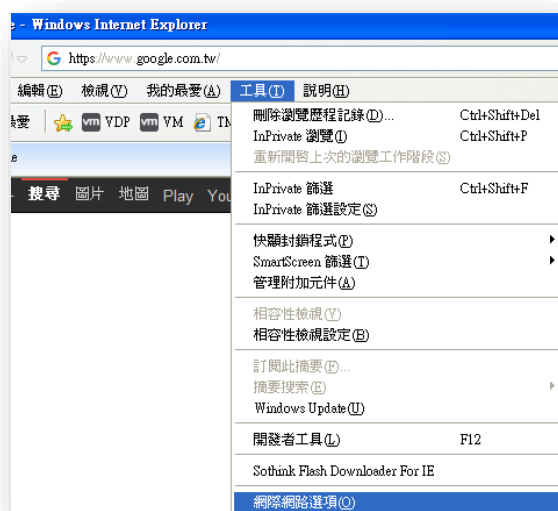 e - Windows Internet Explorer
https://www.google.com.tw/
編輯(E) 檢視(V) 我的最愛(A) 工具(T) 說明(H)
最愛 VDP VM TM
刪除瀏覽歷程記錄(D)... Ctrl+Shift+Del
InPrivate 瀏覽(I) Ctrl+Shift+P
重新開啓上次的瀏覽工作階段(S)
搜尋 圖片 地圖 Play You
InPrivate 篩選 Ctrl+Shift+F
InPrivate 篩選設定(S)
快顯封鎖程式(P)
SmartScreen 篩選(T)
管理附加元件(A)
相容性檢視(V)
相容性檢視設定(B)
訂閱此摘要(F)...
摘要搜索(E)
Windows Update(U)
開發者工具(L) F12
Sothink Flash Downloader For IE
網際網路選項(O)